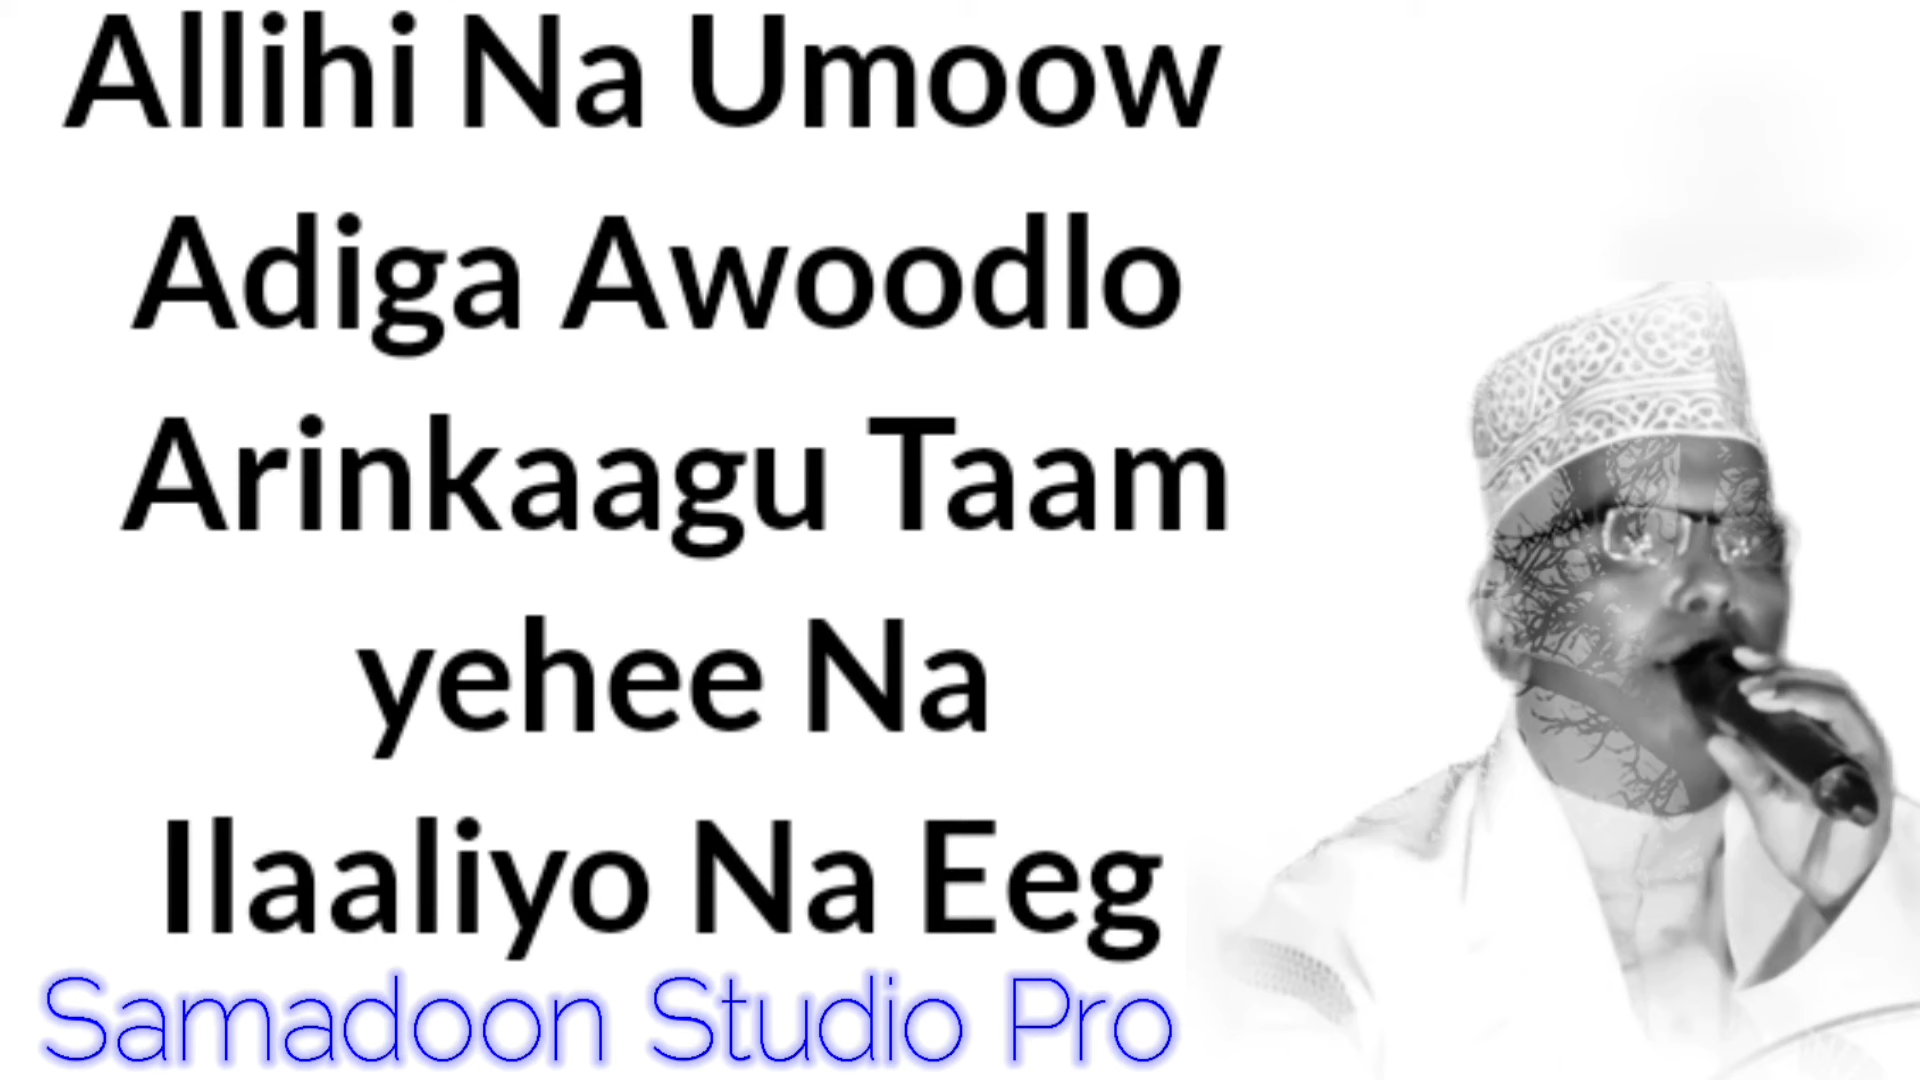 Allihi Na Umoow
Adiga Awoodlo
Arinkaagu Taam
yehee Na
Ilaaliyo Na Eeg
Samadoon Studio Pro